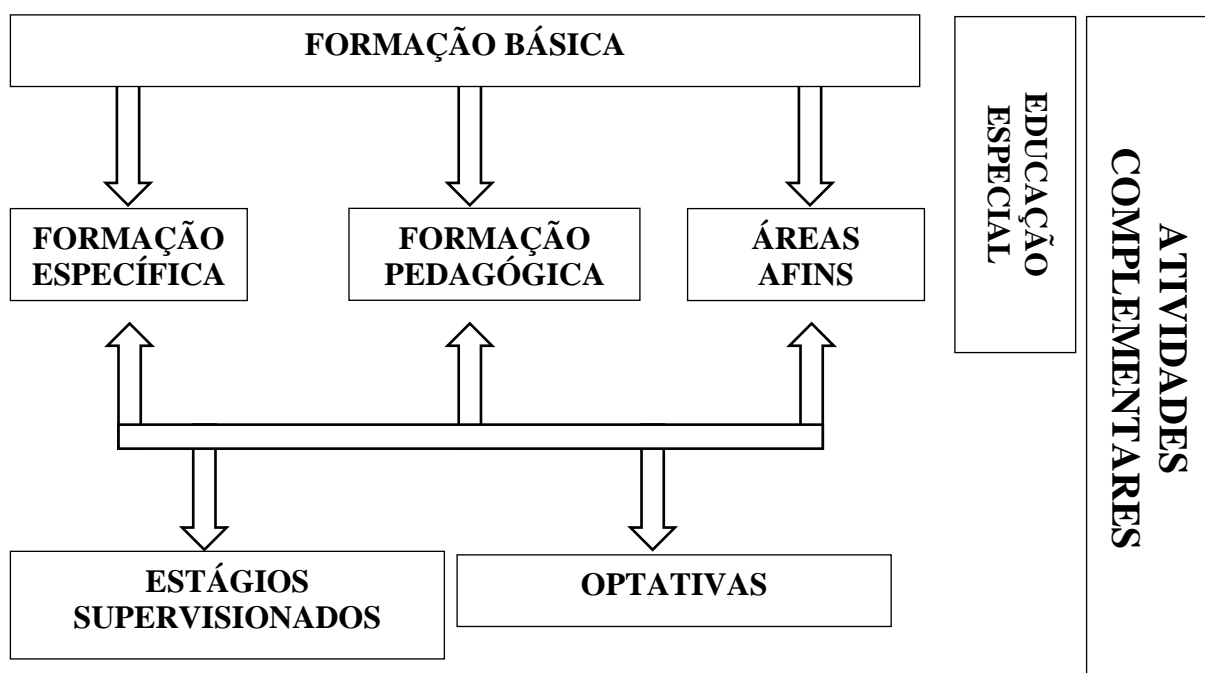 FORMAÇÃO BÁSICA
FORMAÇÃO
ESPECÍFICA
FORMAÇÃO
PEDAGÓGICA
ÁREAS
AFINS
ESTÁGIOS
SUPERVISIONADOS
OPTATIVAS
EDUCAÇÃO
ESPECIAL
ATIVIDADES
COMPLEMENTARES